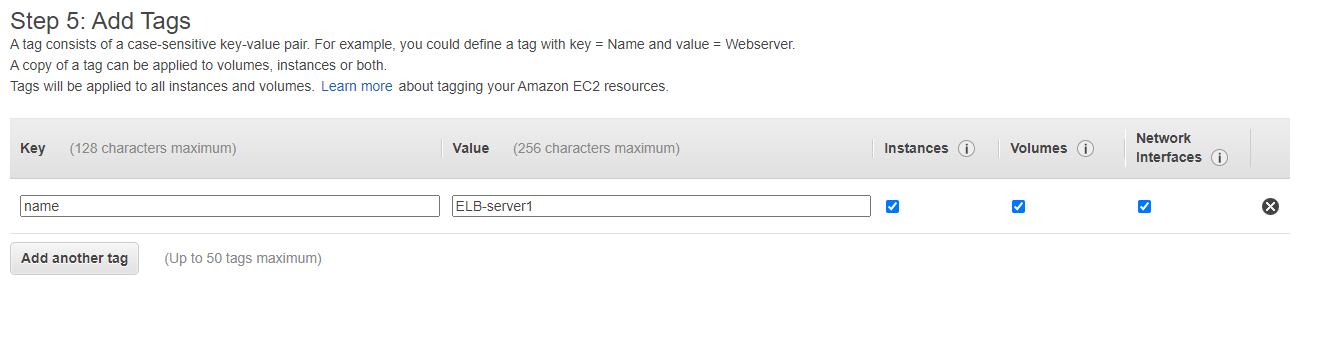 Step 5: Add Tags
A tag consists of a case-sensitive key-value pair. For example, you could define a tag with key = Name and value = Webserver.
A copy of a tag can be applied to volumes, instances or both.
Tags will be applied to all instances and volumes. Learn more about tagging your Amazon EC2 resources.
Key (128 characters maximum) Value (256 characters maximum) Instances Volumes Network
Interfaces
name ELB-server1
Add another tag (Up to 50 tags maximum)